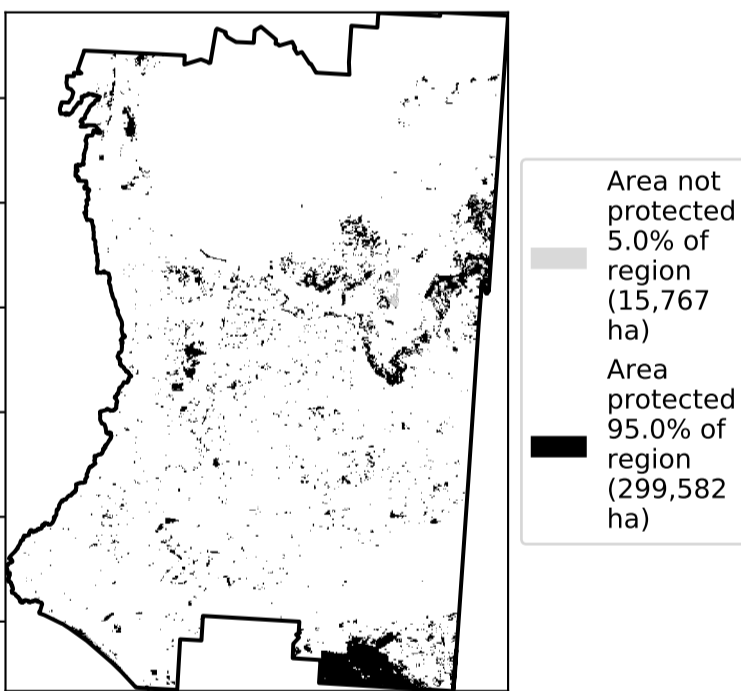 Area not
protected
5.0% of
region
(15,767
ha)
Area
protected
95.0% of
region
(299,582
ha)